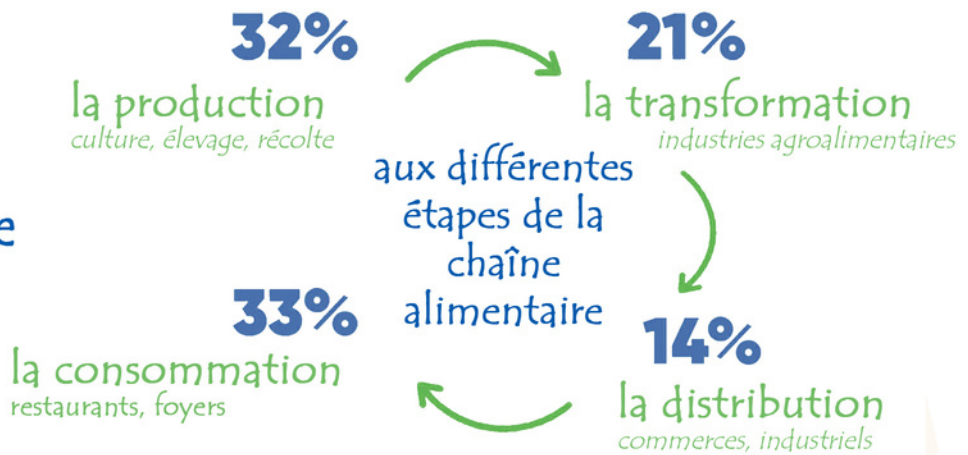 32%
la production
culture, élevage, récolte
21%
la transformation
industries agroalimentaires
aux différentes
étapes de la
chaîne
alimentaire
14%
la distribution
commerces, industriels
33%
la consommation
restaurants, foyers
e